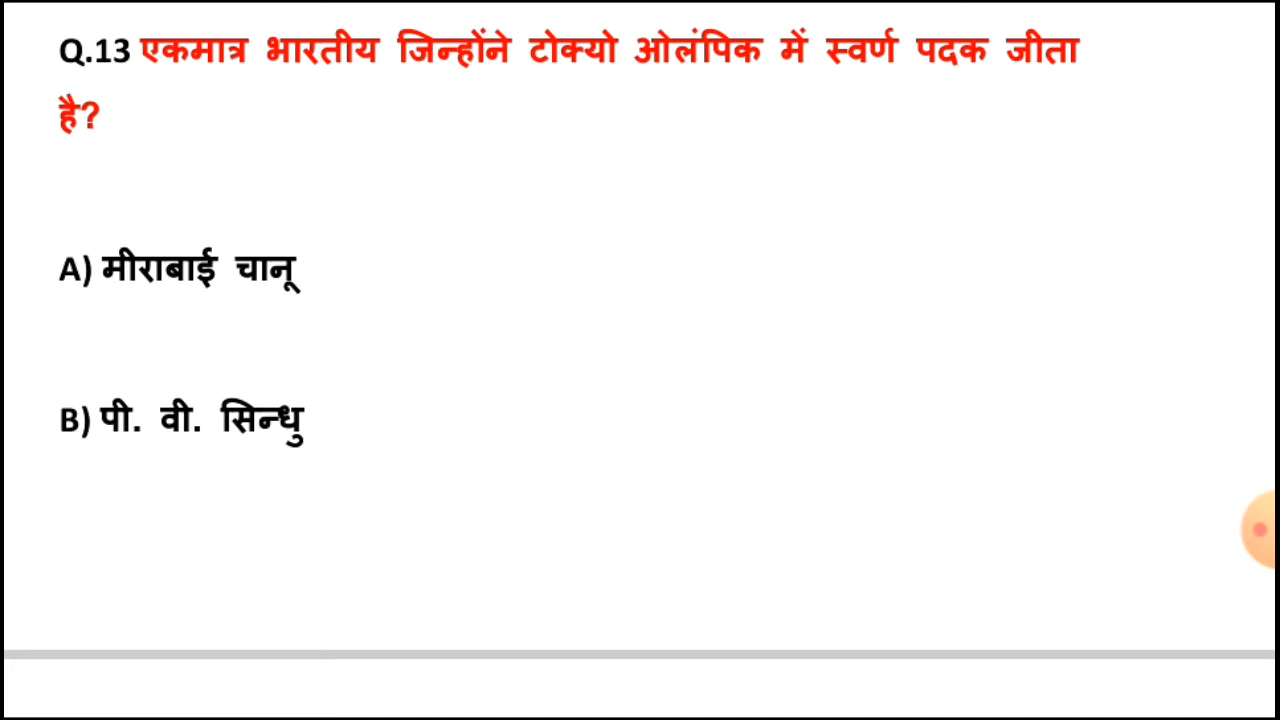 Q.13 एकमात्र भारतीय जिन्होंने टोक्यो ओलंपिक में स्वर्ण पदक जीता
है?
A) मीराबाई चानू
B) पी. वी. सिन्धु